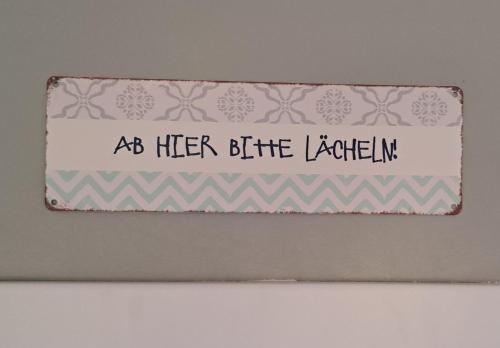 AB HIER BITTE LÄCHELN!